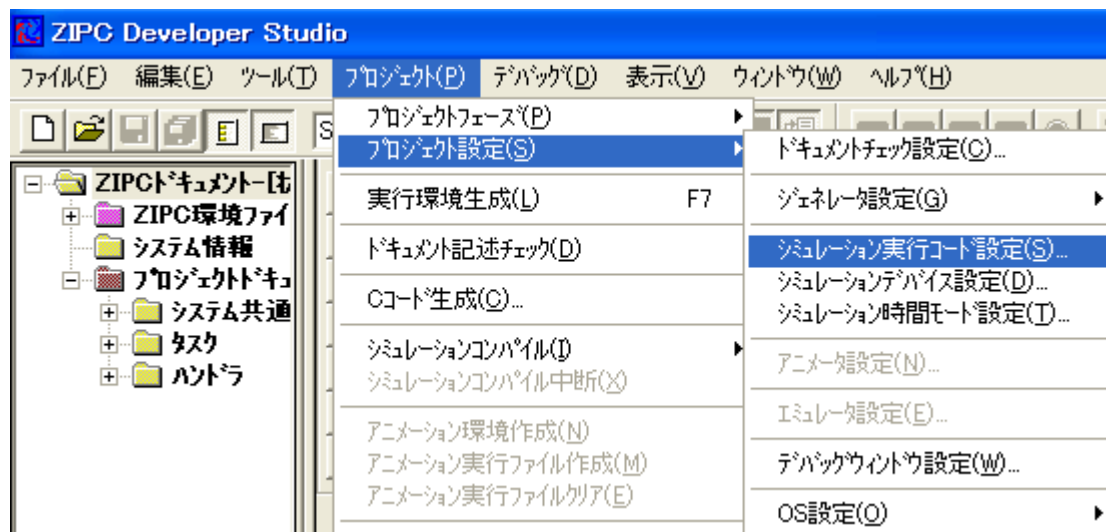 ZIPC Developer Studio
ﾌｧｲﾙ(F) 編集(E) ﾂｰﾙ(T) ﾌﾟﾛｼﾞｪｸﾄ(P) ﾃﾞﾊﾞｯｸﾞ(D) 表示(V) ｳｨﾝﾄﾞｳ(W) ﾍﾙﾌﾟ(H)
ﾌﾟﾛｼﾞｪｸﾄﾌｪｰｽﾞ(P)
ﾌﾟﾛｼﾞｪｸﾄ設定(S)
実行環境生成(L) F7
ﾄﾞｷｭﾒﾝﾄ記述ﾁｪｯｸ(D)
Cｺｰﾄﾞ生成(C)...
ｼﾐｭﾚｰｼｮﾝｺﾝﾊﾟｲﾙ(I)
ｼﾐｭﾚｰｼｮﾝｺﾝﾊﾟｲﾙ中断(X)
ｱﾆﾒｰｼｮﾝ環境作成(N)
ｱﾆﾒｰｼｮﾝ実行ﾌｧｲﾙ作成(M)
ｱﾆﾒｰｼｮﾝ実行ﾌｧｲﾙｸﾘｱ(E)
ﾄﾞｷｭﾒﾝﾄﾁｪｯｸ設定(C)...
ｼﾞｪﾈﾚｰﾀ設定(G)
ｼﾐｭﾚｰｼｮﾝ実行ｺｰﾄﾞ設定(S)...
ｼﾐｭﾚｰｼｮﾝﾃﾞﾊﾞｲｽ設定(D)...
ｼﾐｭﾚｰｼｮﾝ時間ﾓｰﾄﾞ設定(T)...
ｱﾆﾒｰﾀ設定(N)...
ｴﾐｭﾚｰﾀ設定(E)...
ﾃﾞﾊﾞｯｸﾞｳｨﾝﾄﾞｳ設定(W)...
OS設定(O)
ZIPCﾄﾞｷｭﾒﾝﾄ-[ﾓ
ZIPC環境ﾌｧｲ
ｼｽﾃﾑ情報
ﾌﾟﾛｼﾞｪｸﾄﾄﾞｷｭ
ｼｽﾃﾑ共通
ﾀｽｸ
ﾊﾝﾄﾞﾗ